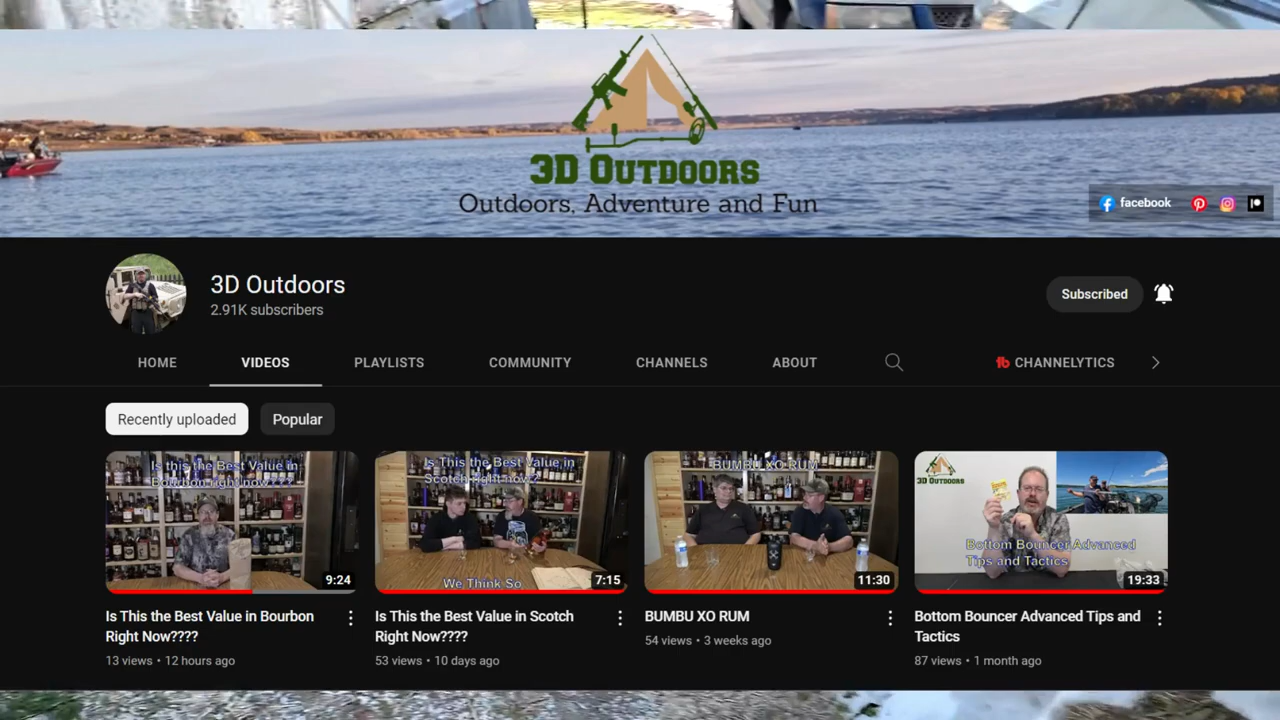 3D OUTDOORS
Outdoors, Adventure and Fun
facebook
3D Outdoors
2.91K subscribers
Subscribed
HOME
VIDEOS
PLAYLISTS
COMMUNITY
CHANNELS
ABOUT
CHANNELYTICS
Recently uploaded
Popular
Is this the Best Value in
Bourbon right now???
9:24
Is This the Best Value in
Scotch right now?
We Think So
7:15
BUMBU XO RUM
11:30
3D OUTDOORS
Bottom Bouncer Advanced
Tips and Tactics
19:33
Is This the Best Value in Bourbon
Right Now????
13 views • 12 hours ago
Is This the Best Value in Scotch
Right Now????
53 views • 10 days ago
BUMBU XO RUM
54 views • 3 weeks ago
Bottom Bouncer Advanced Tips and
Tactics
87 views • 1 month ago